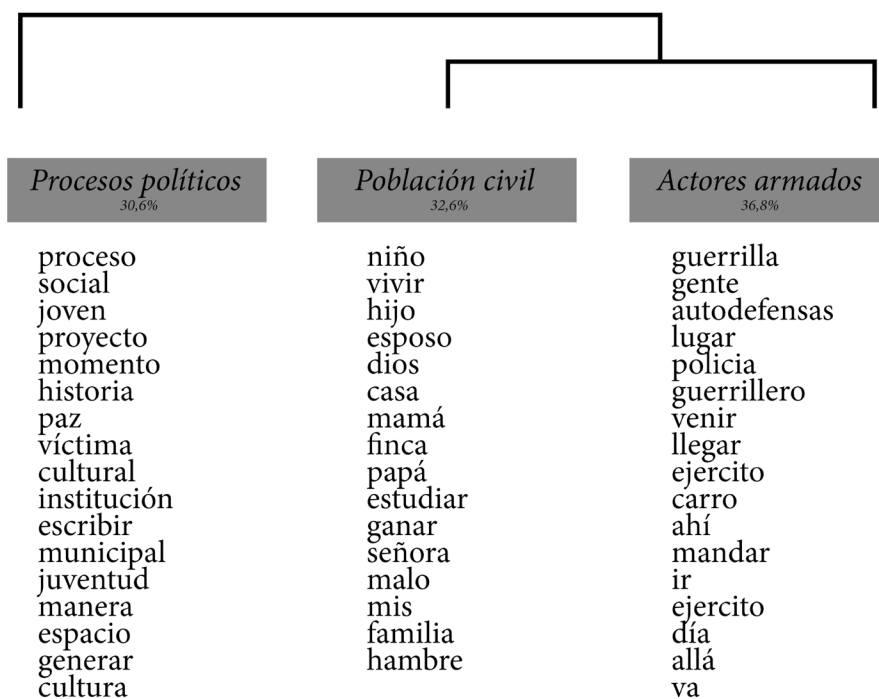 Procesos políticos
30,6%
proceso
social
joven
proyecto
momento
historia
paz
víctima
cultural
institución
escribir
municipal
juventud
manera
espacio
generar
cultura
Población civil
32,6%
niño
vivir
hijo
esposo
dios
casa
mamá
finca
papá
estudiar
ganar
señora
malo
mis
familia
hambre
Actores armados
36,8%
guerrilla
gente
autodefensas
lugar
policia
guerrillero
venir
llegar
ejercito
carro
ahí
mandar
ir
ejercito
día
allá
va